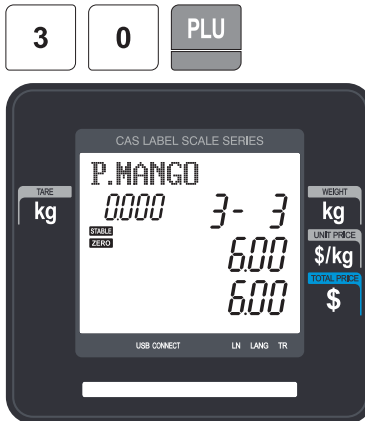 3 0 PLU
CAS LABEL SCALE SERIES
P.MANGO
TARE
kg
0.000 3- 3
WEIGHT
kg
STABLE
ZERO
6.00
UNIT PRICE
$/kg
6.00
TOTAL PRICE
$
USB CONNECT LN LANG TR